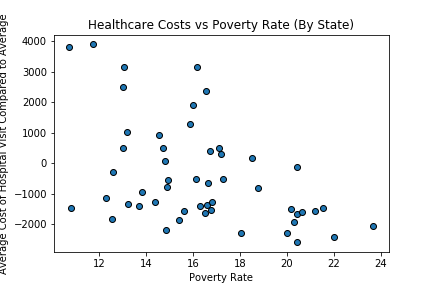 Healthcare Costs vs Poverty Rate (By State)
Average Cost of Hospital Visit Compared to Average
4000
3000
2000
1000
0
−1000
−2000
12 14 16 18 20 22 24
Poverty Rate